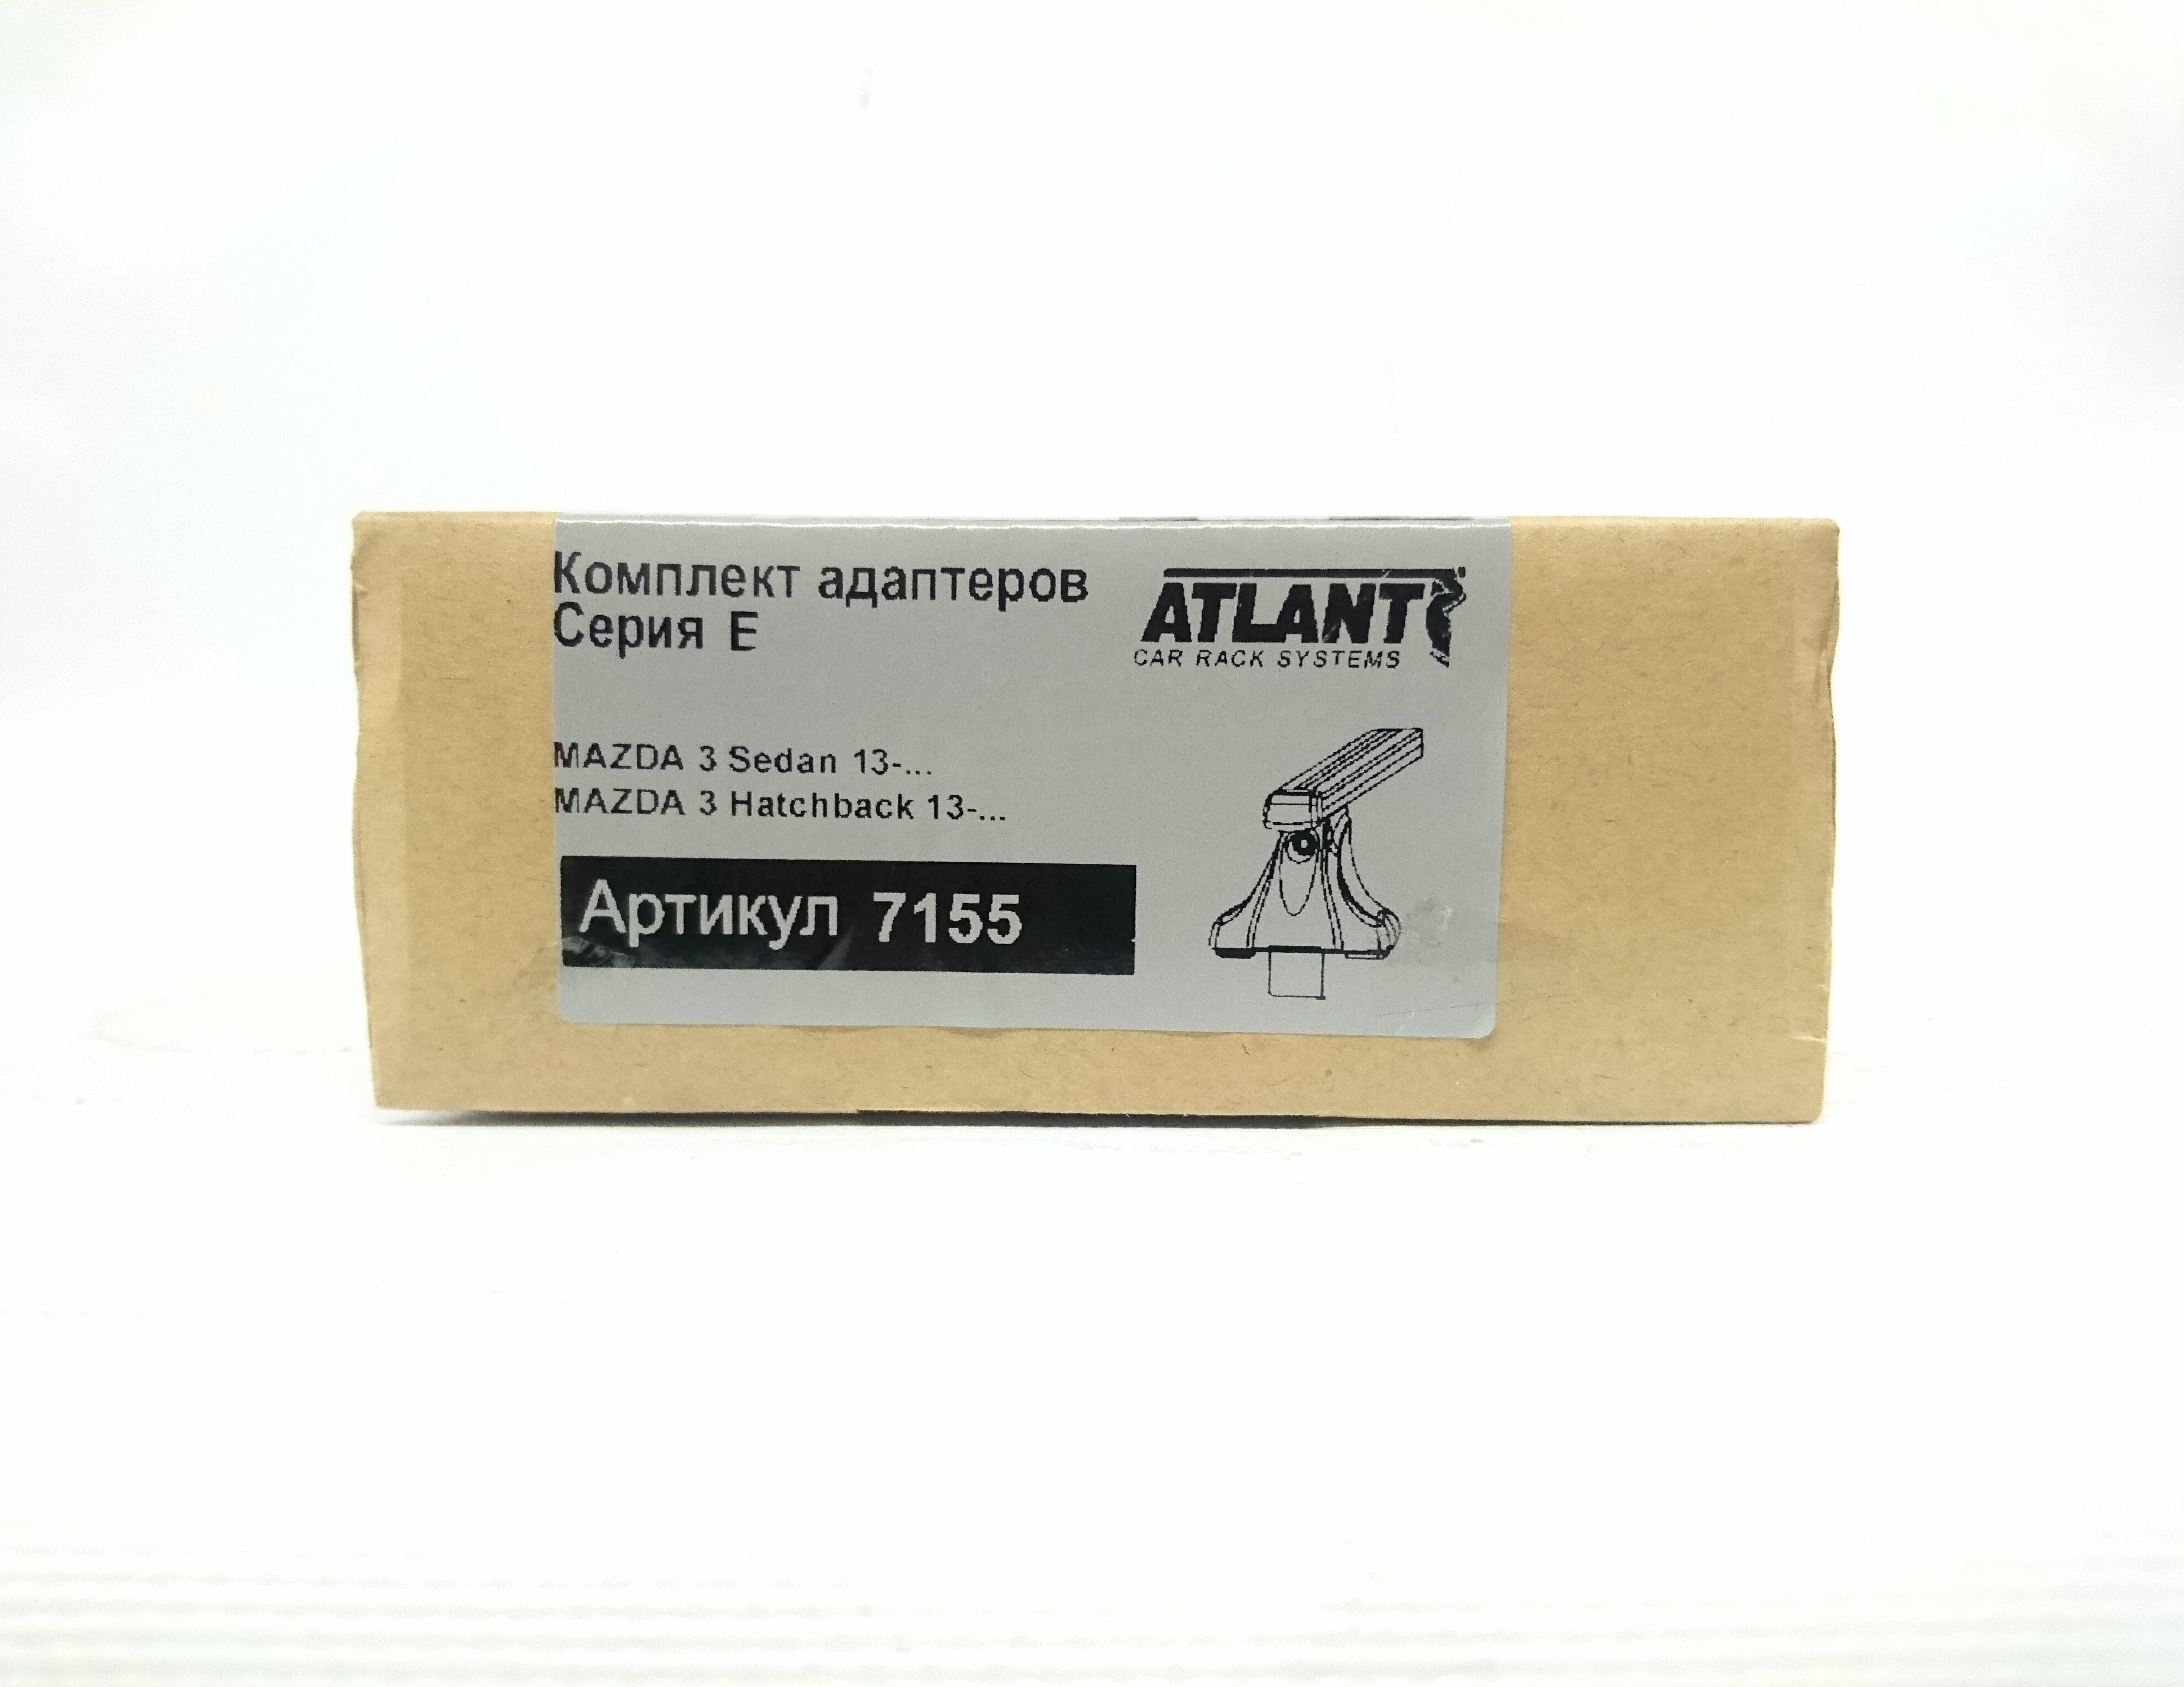 Комплект адаптеров
Серия E
ATLANT
CAR RACK SYSTEMS
MAZDA 3 Sedan 13-...
MAZDA 3 Hatchback 13-...
Артикул 7155